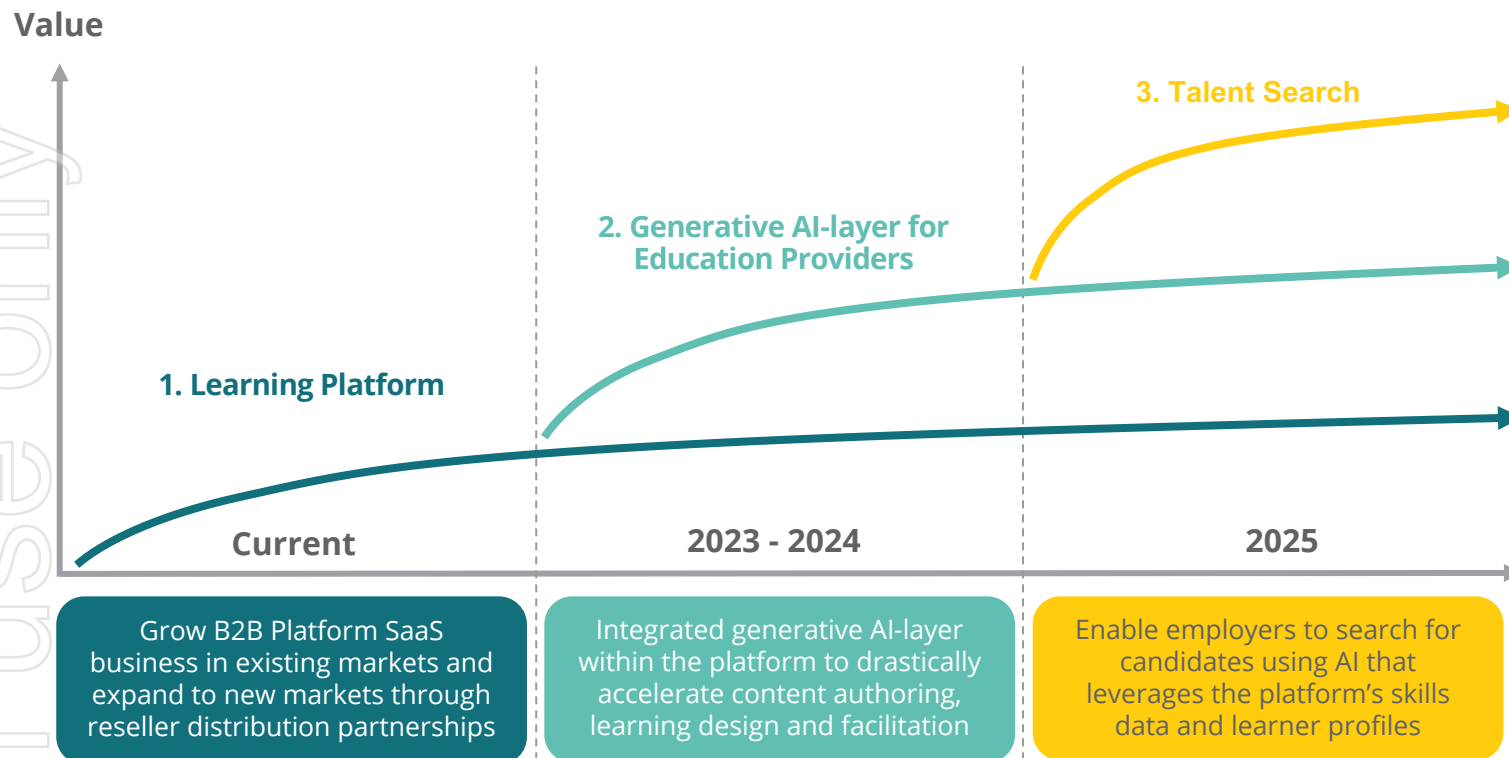 Value
3. Talent Search
2. Generative AI-layer for
Education Providers
1. Learning Platform
Current
2023 - 2024
2025
Grow B2B Platform SaaS
business in existing markets and
expand to new markets through
reseller distribution partnerships
Integrated generative AI-layer
within the platform to drastically
accelerate content authoring,
learning design and facilitation
Enable employers to search for
candidates using AI that
leverages the platform's skills
data and learner profiles
use only